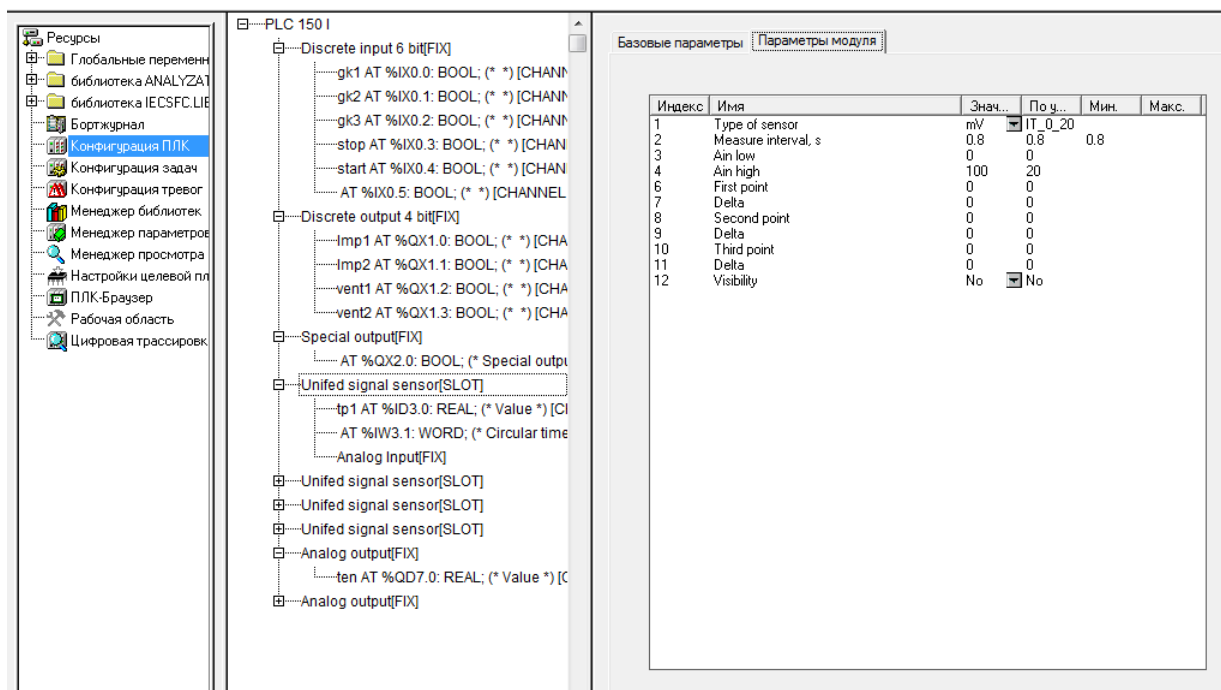 Ресурсы
Глобальные переменн
библиотека ANALYZAT
библиотека IECSFC.LIB
Бортжурнал
Конфигурация ПЛК
Конфигурация задач
Конфигурация тревог
Менеджер библиотек
Менеджер параметров
Менеджер просмотра
Настройки целевой пл
ПЛК-Браузер
Рабочая область
Цифровая трассировк
PLC 150 I
Discrete input 6 bit[FIX]
gk1 AT %IX0.0: BOOL; (* *) [CHANN
gk2 AT %IX0.1: BOOL; (* *) [CHANN
gk3 AT %IX0.2: BOOL; (* *) [CHANN
stop AT %IX0.3: BOOL; (* *) [CHAN
start AT %IX0.4: BOOL; (* *) [CHAN
AT %IX0.5: BOOL; (* *) [CHANNEL
Discrete output 4 bit[FIX]
Imp1 AT %QX1.0: BOOL; (* *) [CHA
Imp2 AT %QX1.1: BOOL; (* *) [CHA
vent1 AT %QX1.2: BOOL; (* *) [CHA
vent2 AT %QX1.3: BOOL; (* *) [CHA
Special output[FIX]
AT %QX2.0: BOOL; (* Special outpu
Unifed signal sensor[SLOT]
tp1 AT %ID3.0: REAL; (* Value *) [CI
AT %IW3.1: WORD; (* Circular time
Analog Input[FIX]
Unifed signal sensor[SLOT]
Unifed signal sensor[SLOT]
Unifed signal sensor[SLOT]
Analog output[FIX]
ten AT %QD7.0: REAL; (* Value *) [C
Analog output[FIX]
Базовые параметры Параметры модуля
Индекс Имя Знач... По у... Мин. Макс.
1 Type of sensor mV IT_0_20
2 Measure interval, s 0.8 0.8 0.8
3 Ain low 0 0
4 Ain high 100 20
6 First point 0 0
7 Delta 0 0
8 Second point 0 0
9 Delta 0 0
10 Third point 0 0
11 Delta 0 0
12 Visibility No No